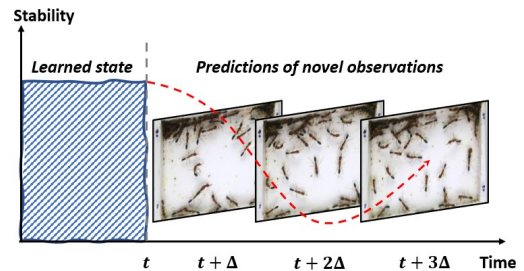 Stability
Learned state
Predictions of novel observations
t
t + Δ
t + 2Δ
t + 3Δ
Time